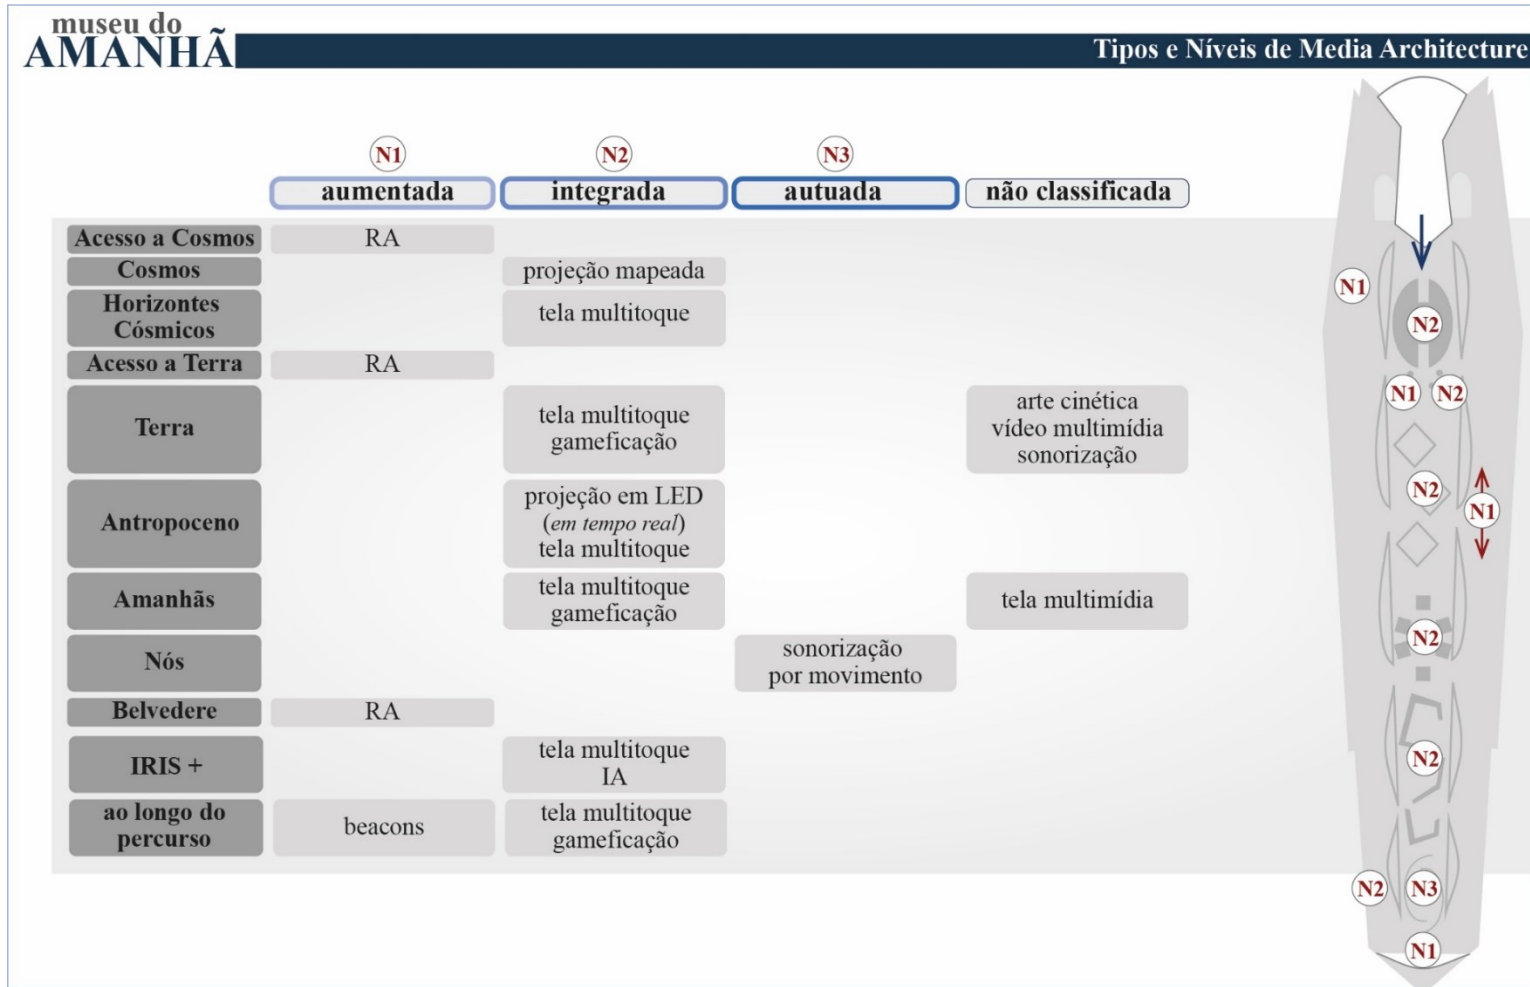 museu do
AMANHÃ
Tipos e Níveis de Media Architecture
N1 N2 N3
aumentada integrada autuada não classificada
Acesso a Cosmos RA
Cosmos projeção mapeada
Horizontes
Cósmicos
tela multitoque
Acesso a Terra RA
Terra
tela multitoque
gameficação
arte cinética
vídeo multimídia
sonorização
Antropoceno
projeção em LED
(em tempo real)
tela multitoque
Amanhãs
tela multitoque
gameficação
tela multimídia
Nós
sonorização
por movimento
Belvedere RA
IRIS +
tela multitoque
IA
ao longo do
percurso
beacons
tela multitoque
gameficação
N1
N2
N1 N2
N2
N1
N2
N2
N2 N3
N1